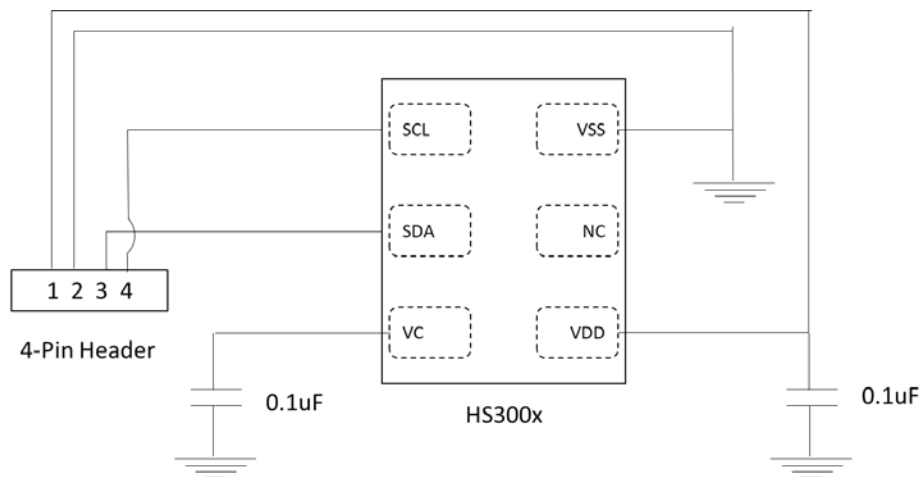 SCL
VSS
SDA
NC
1 2 3 4
VC
VDD
4-Pin Header
0.1uF
0.1uF
HS300x